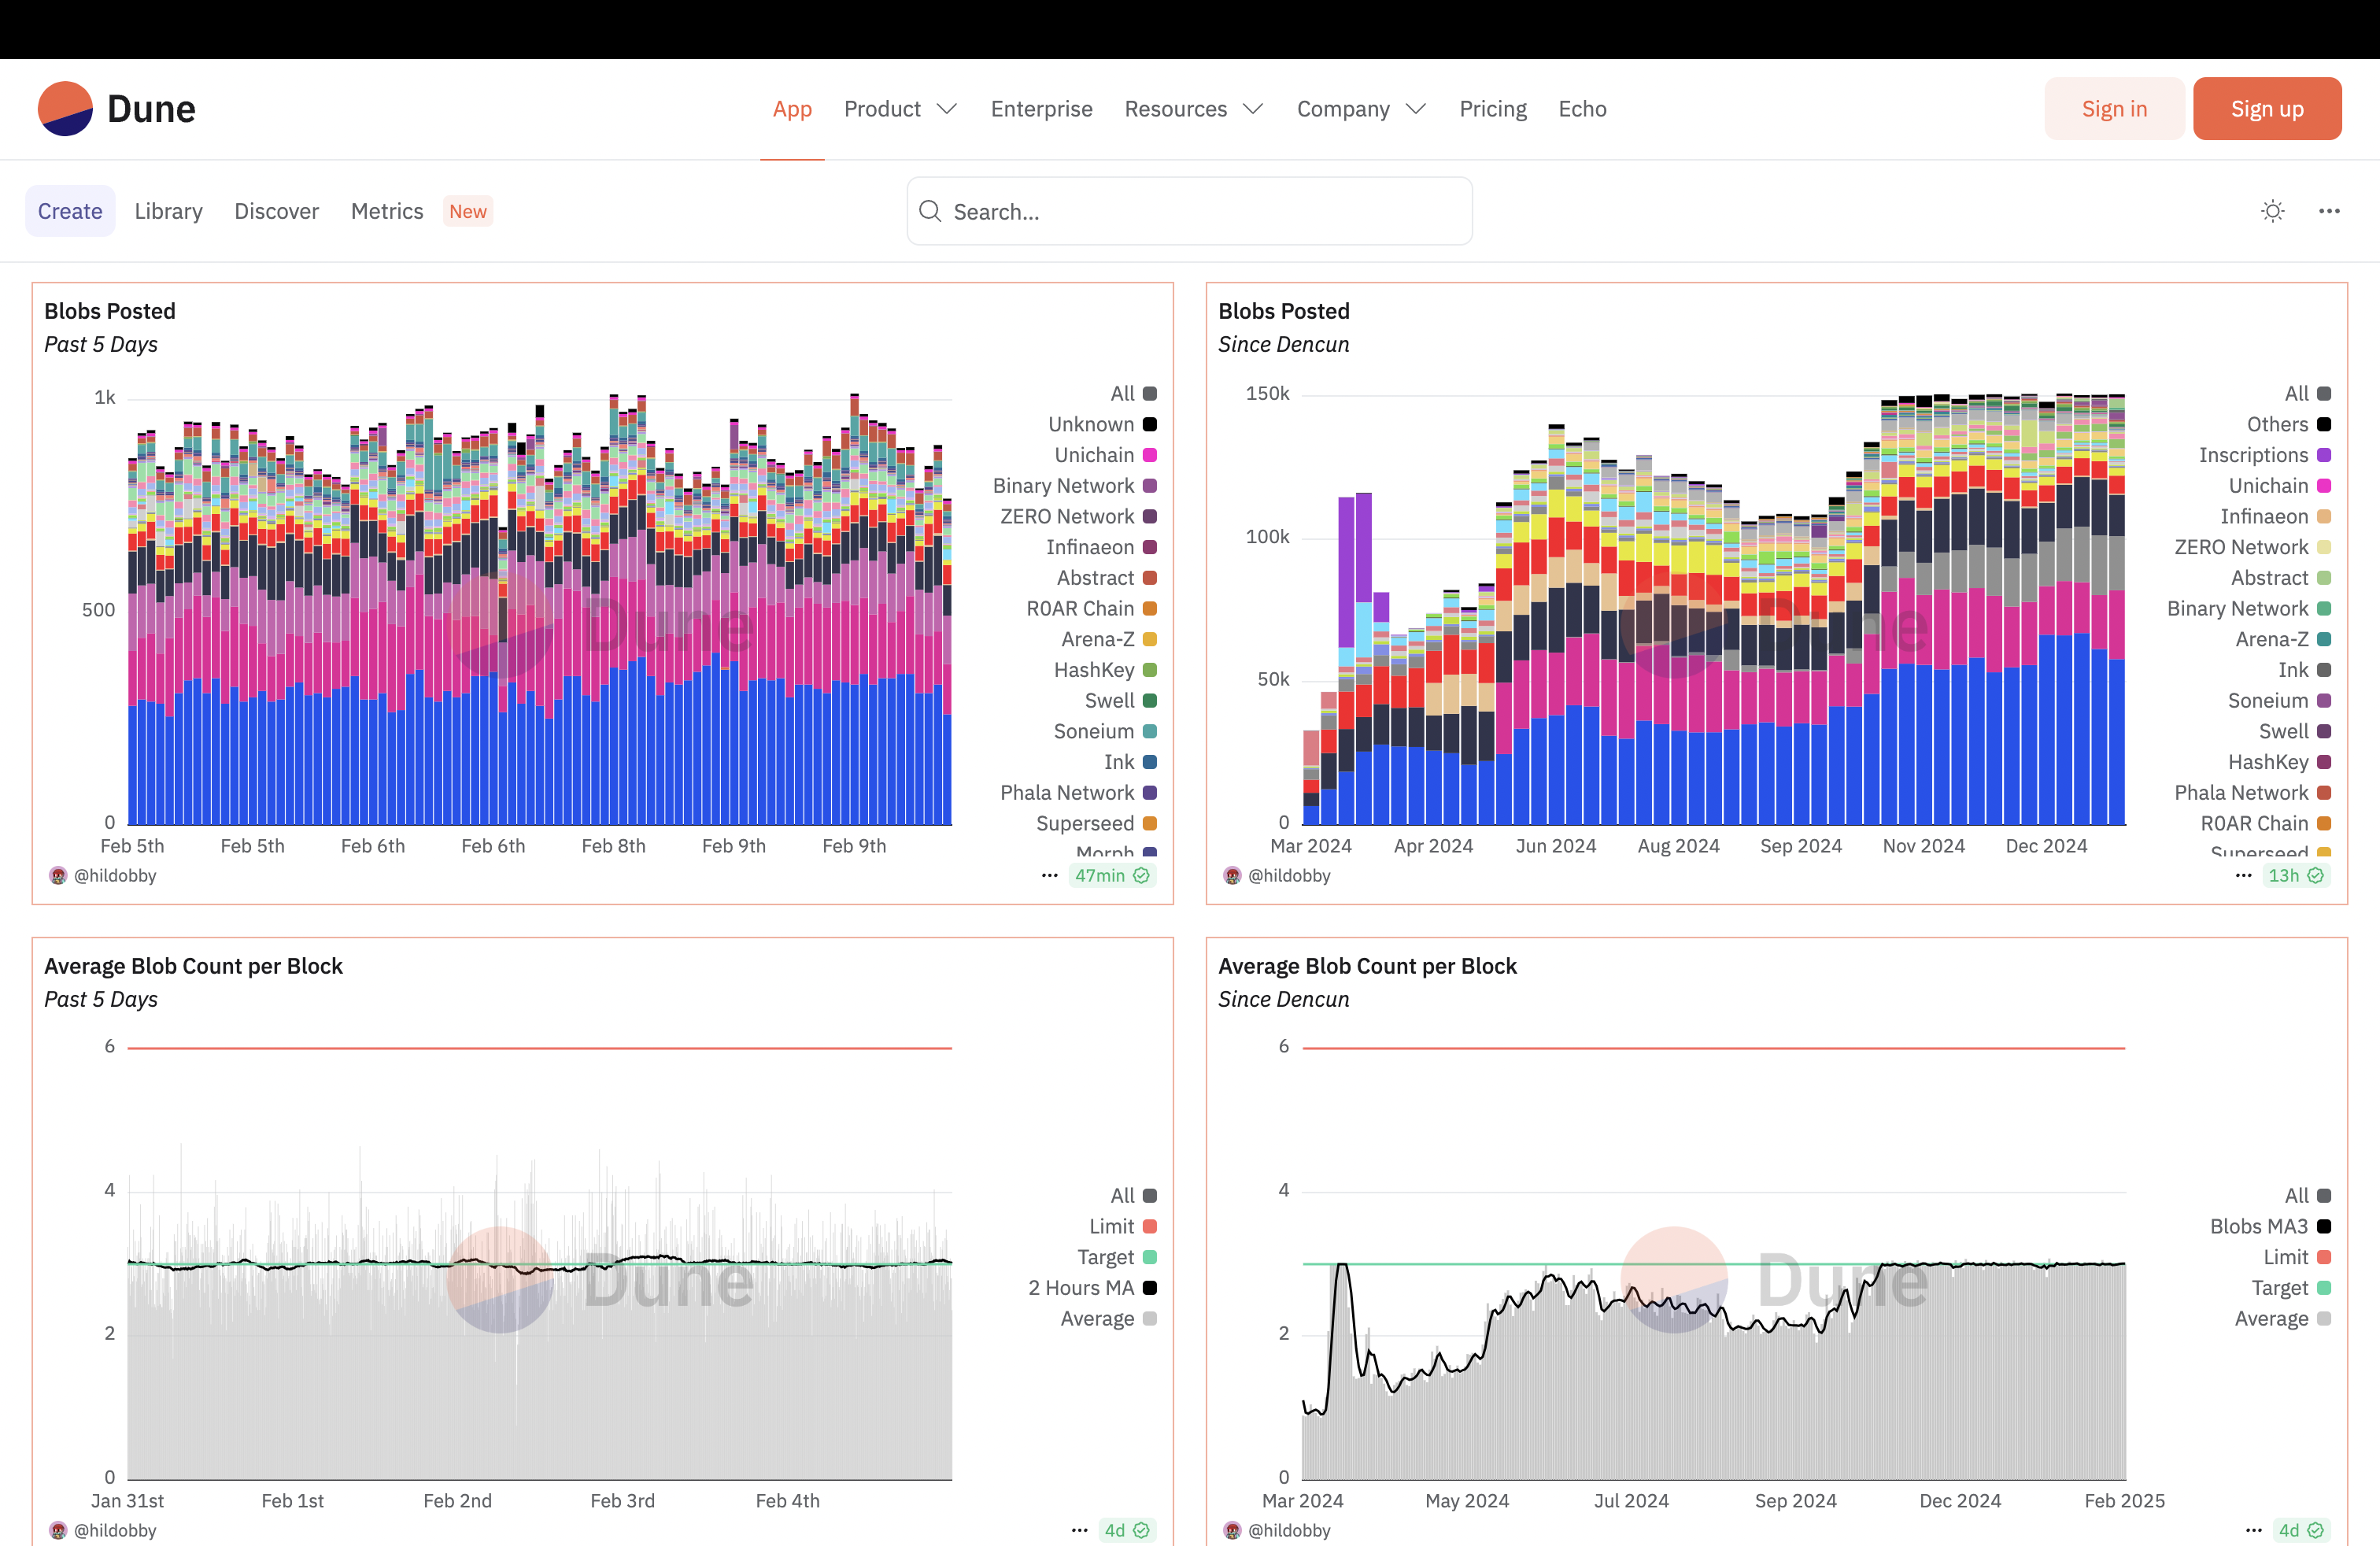 Dune
App Product Enterprise Resources Company Pricing Echo
Sign in Sign up
Create Library Discover Metrics New
Search...
Blobs Posted
Past 5 Days
1k
500
0
Feb 5th Feb 5th Feb 6th Feb 6th Feb 8th Feb 9th Feb 9th
Dune
All
Unknown
Unichain
Binary Network
ZERO Network
Infinaeon
Abstract
R0AR Chain
Arena-Z
HashKey
Swell
Soneium
Ink
Phala Network
Superseed
Morph
@hildobby
47min
Blobs Posted
Since Dencun
150k
100k
50k
0
Mar 2024 Apr 2024 Jun 2024 Aug 2024 Sep 2024 Nov 2024 Dec 2024
Dune
All
Others
Inscriptions
Unichain
Infinaeon
ZERO Network
Abstract
Binary Network
Arena-Z
Ink
Soneium
Swell
HashKey
Phala Network
R0AR Chain
Superseed
@hildobby
13h
Average Blob Count per Block
Past 5 Days
6
4
2
0
Jan 31st Feb 1st Feb 2nd Feb 3rd Feb 4th
Dune
All
Limit
Target
2 Hours MA
Average
@hildobby
4d
Average Blob Count per Block
Since Dencun
6
4
2
0
Mar 2024 May 2024 Jul 2024 Sep 2024 Dec 2024 Feb 2025
Dune
All
Blobs MA3
Limit
Target
Average
@hildobby
4d